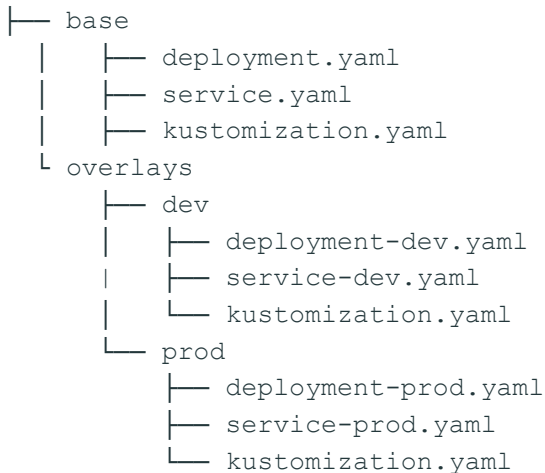 ├── base
│   ├── deployment.yaml
│   ├── service.yaml
│   ├── kustomization.yaml
└ overlays
    ├── dev
    │   ├── deployment-dev.yaml
    |   ├── service-dev.yaml
    │   └── kustomization.yaml
    └── prod
        ├── deployment-prod.yaml
        ├── service-prod.yaml
        └── kustomization.yaml